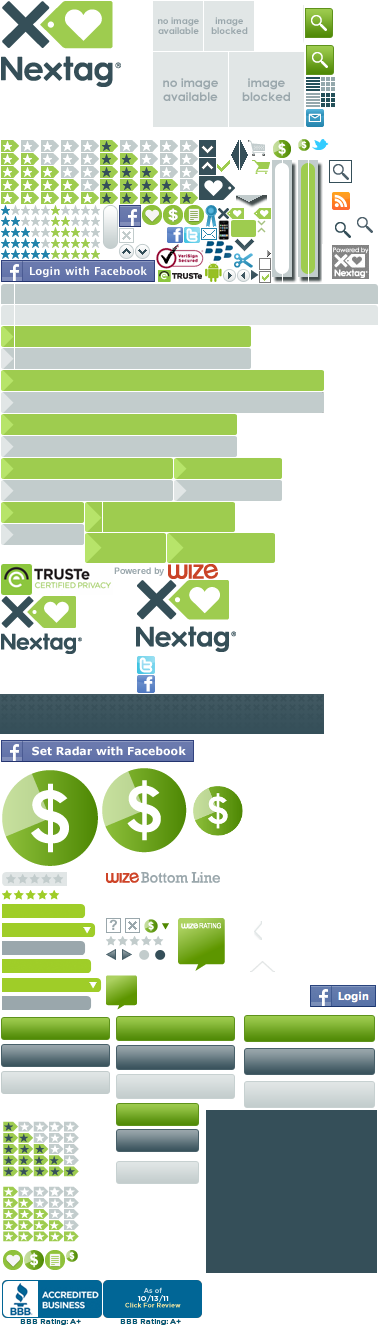 no image
available
image
blocked
Nextag®
no image
available
image
blocked
Login with Facebook
VeriSign
Secured
TRUSTe
Powered by
Nextag
TRUSTe
CERTIFIED PRIVACY
Powered by WIZE
Nextag®
Nextag®
Set Radar with Facebook
WIZE Bottom Line
WIZE RATING
Login
BBB.
ACCREDITED
BUSINESS
As of
10/13/11
Click For Review
BBB Rating: A+
BBB Rating: A+